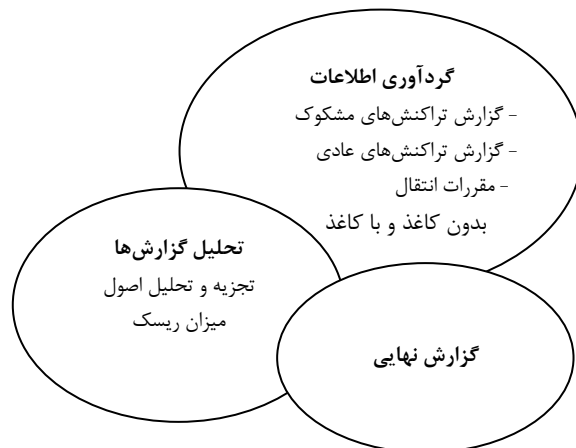 گردآوری اطلاعات
- گزارش تراکنش‌های مشکوک
- گزارش تراکنش‌های عادی
- مقررات انتقال
بدون کاغذ و با کاغذ
تحلیل گزارش‌ها
تجزیه و تحلیل اصول
میزان ریسک
گزارش نهایی